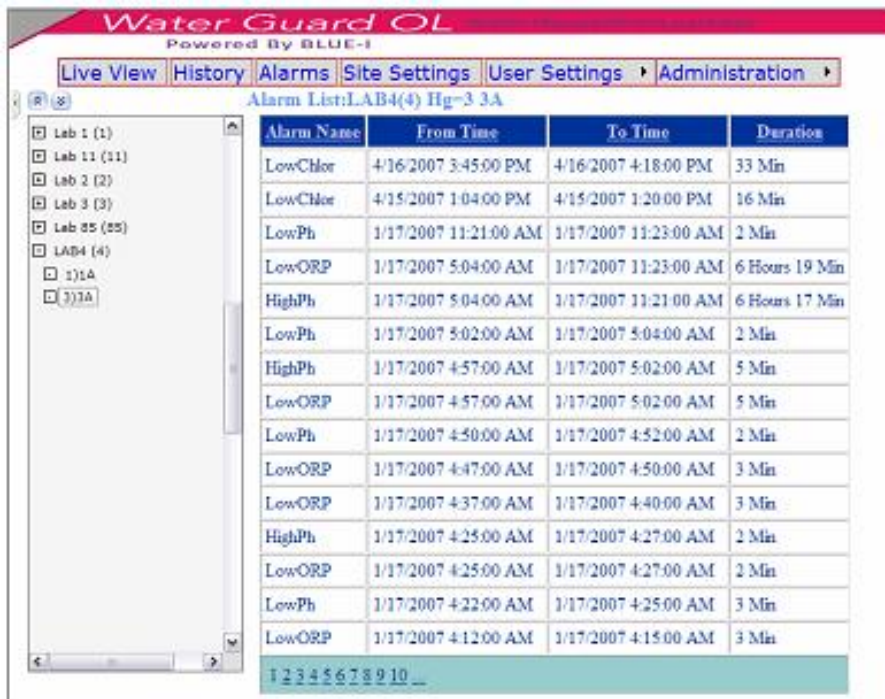 Water Guard OL
Powered By BLUE-I
Live View History Alarms Site Settings User Settings Administration
Alarm List:LAB4(4) Hg=3 3A
Lab 1 (1)
Lab 11 (11)
Lab 2 (2)
Lab 3 (3)
Lab 85 (85)
LAB4 (4)
1)1A
3)3A
Alarm Name From Time To Time Duration
LowChlor 4/16/2007 3:45:00 PM 4/16/2007 4:18:00 PM 33 Min
LowChlor 4/15/2007 1:04:00 PM 4/15/2007 1:20:00 PM 16 Min
LowPh 1/17/2007 11:21:00 AM 1/17/2007 11:23:00 AM 2 Min
LowORP 1/17/2007 5:04:00 AM 1/17/2007 11:23:00 AM 6 Hours 19 Min
HighPh 1/17/2007 5:04:00 AM 1/17/2007 11:21:00 AM 6 Hours 17 Min
LowPh 1/17/2007 5:02:00 AM 1/17/2007 5:04:00 AM 2 Min
HighPh 1/17/2007 4:57:00 AM 1/17/2007 5:02:00 AM 5 Min
LowORP 1/17/2007 4:57:00 AM 1/17/2007 5:02:00 AM 5 Min
LowPh 1/17/2007 4:50:00 AM 1/17/2007 4:52:00 AM 2 Min
LowORP 1/17/2007 4:47:00 AM 1/17/2007 4:50:00 AM 3 Min
LowORP 1/17/2007 4:37:00 AM 1/17/2007 4:40:00 AM 3 Min
HighPh 1/17/2007 4:25:00 AM 1/17/2007 4:27:00 AM 2 Min
LowORP 1/17/2007 4:25:00 AM 1/17/2007 4:27:00 AM 2 Min
LowPh 1/17/2007 4:22:00 AM 1/17/2007 4:25:00 AM 3 Min
LowORP 1/17/2007 4:12:00 AM 1/17/2007 4:15:00 AM 3 Min
1 2 3 4 5 6 7 8 9 10 ...